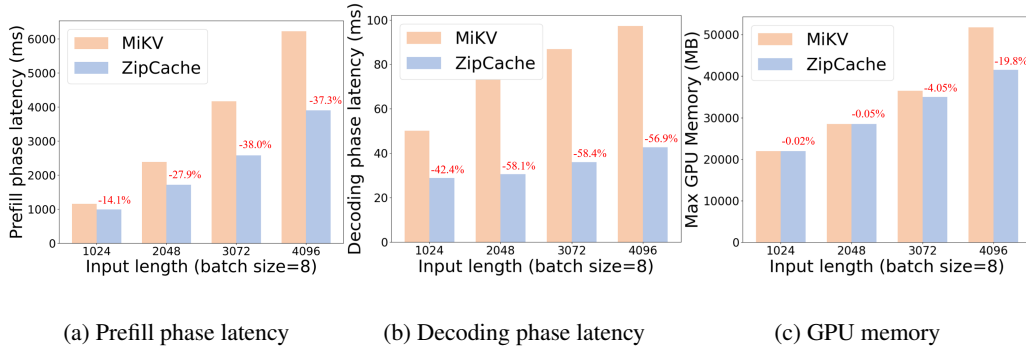 Prefill phase latency (ms)
6000
5000
4000
3000
2000
1000
0
MiKV
ZipCache
-14.1%
-27.9%
-38.0%
-37.3%
1024 2048 3072 4096
Input length (batch size=8)
(a) Prefill phase latency
Decoding phase latency (ms)
100
80
60
40
20
0
MiKV
ZipCache
-42.4%
-58.1%
-58.4%
-56.9%
1024 2048 3072 4096
Input length (batch size=8)
(b) Decoding phase latency
Max GPU Memory (MB)
50000
40000
30000
20000
10000
0
MiKV
ZipCache
-0.02%
-0.05%
-4.05%
-19.8%
1024 2048 3072 4096
Input length (batch size=8)
(c) GPU memory